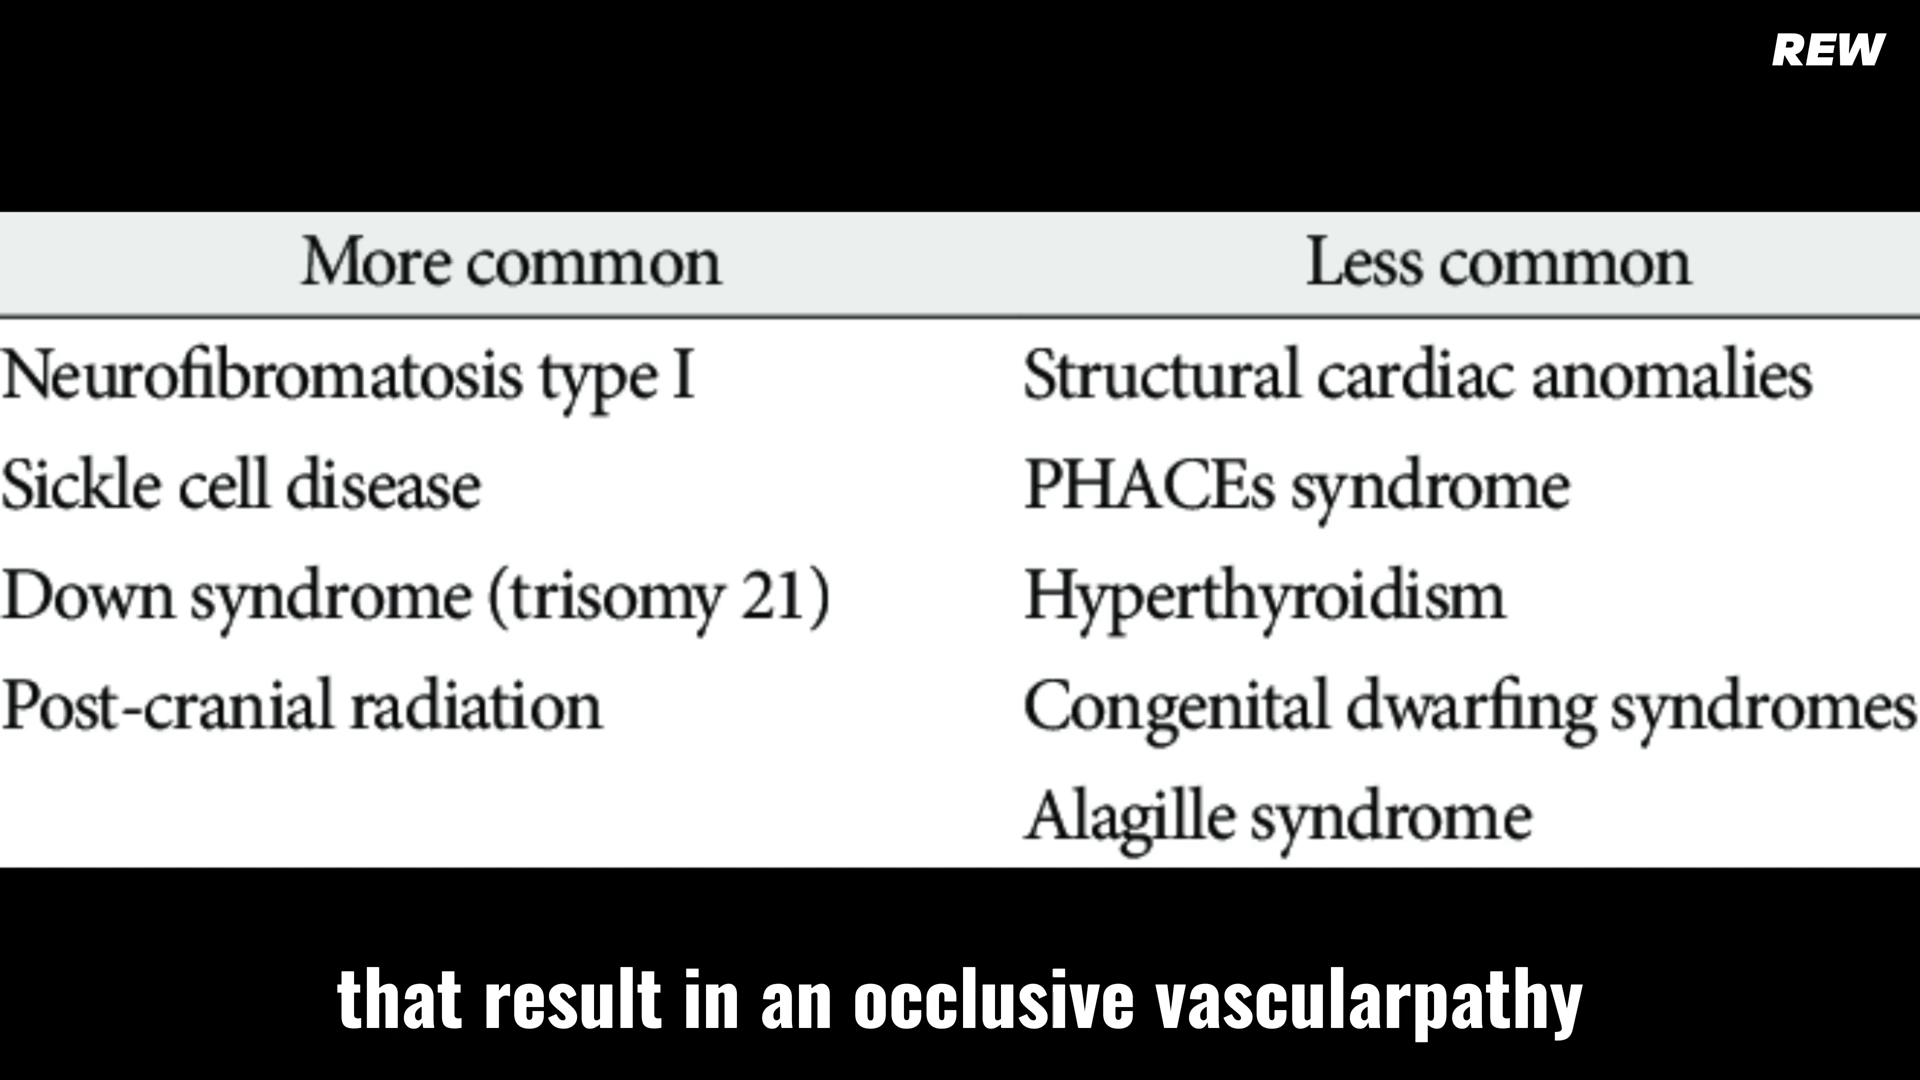 REW
More common Less common
Neurofibromatosis type I Structural cardiac anomalies
Sickle cell disease PHACEs syndrome
Down syndrome (trisomy 21) Hyperthyroidism
Post-cranial radiation Congenital dwarfing syndromes
Alagille syndrome
that result in an occlusive vascularpathy